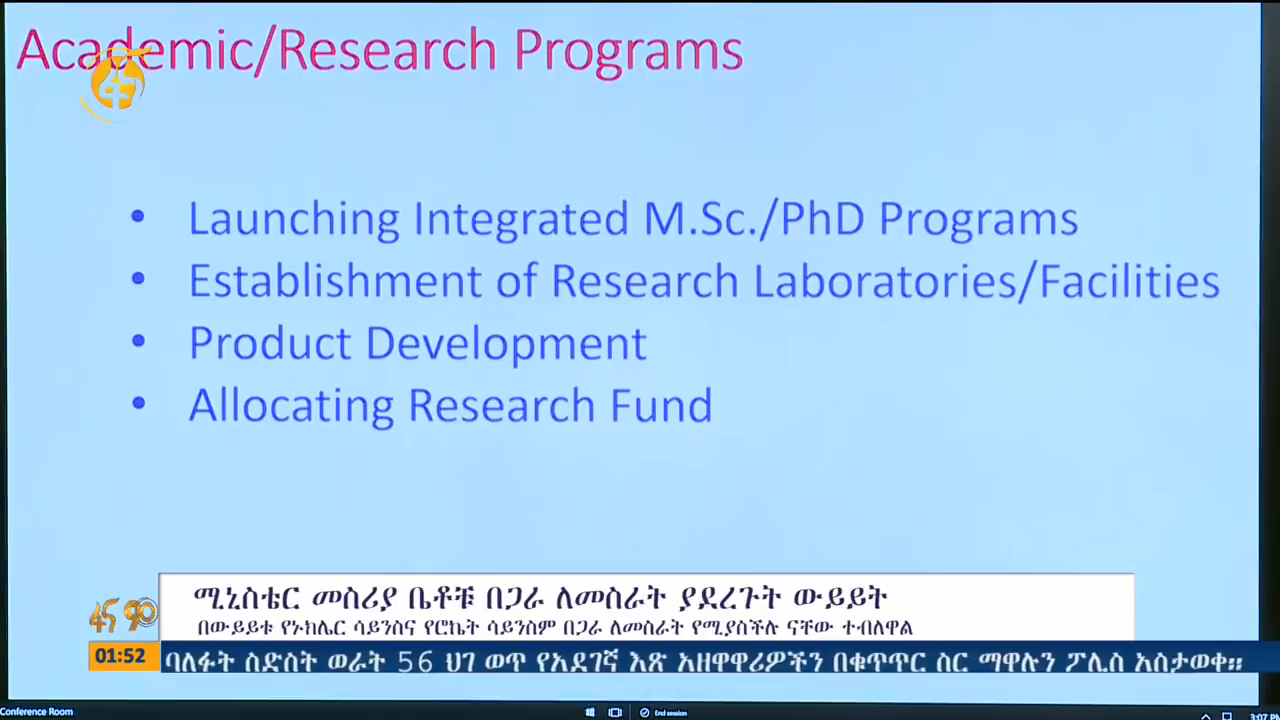 Academic/Research Programs
• Launching Integrated M.Sc./PhD Programs
• Establishment of Research Laboratories/Facilities
• Product Development
• Allocating Research Fund
ሚኒስቴር መስሪያ ቤቶቹ በጋራ ለመስራት ያደረጉት ውይይት
በውይይቱ የኑክሌር ሳይንስና የሮኬት ሳይንስም በጋራ ለመስራት የሚያስችሉ ናቸው ተብለዋል
01:52 ባለፉት ስድስት ወራት 56 ህገ ወጥ የአደገኛ እጽ አዘዋዋሪዎችን በቁጥጥር ስር ማዋሉን ፖሊስ አስታወቀ።
Conference Room
End session